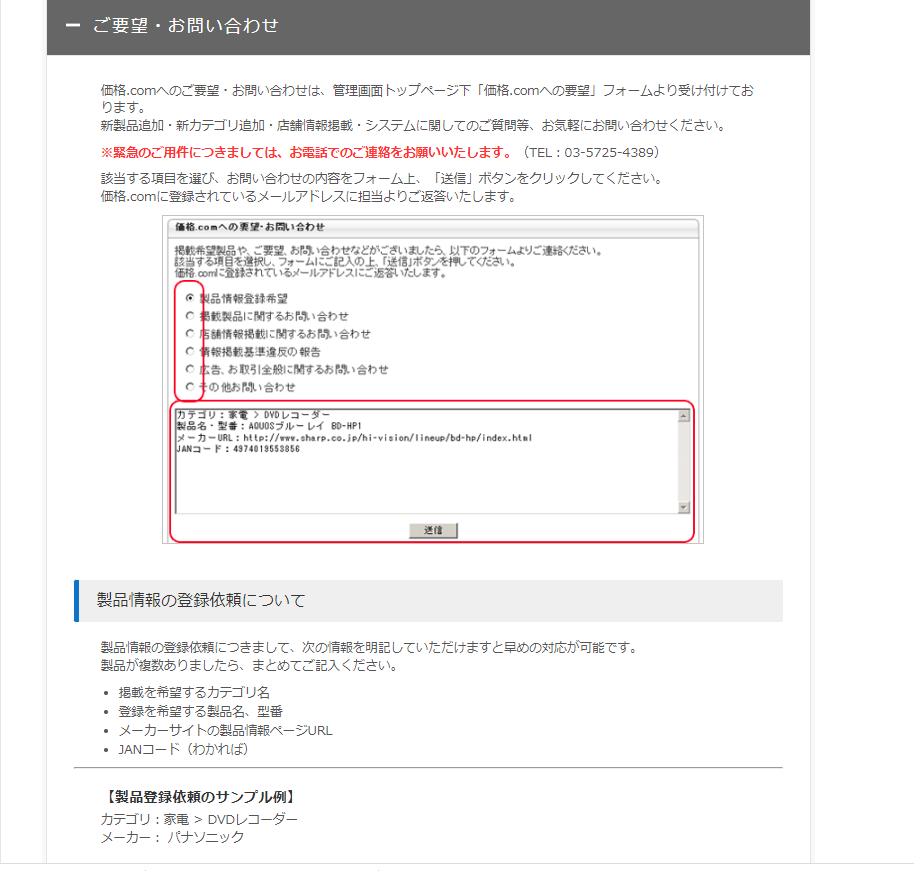 ー ご要望・お問い合わせ
価格.comへのご要望・お問い合わせは、管理画面トップページ下「価格.comへの要望」フォームより受け付けてお
ります。
新製品追加・新カテゴリ追加・店舗情報掲載・システムに関してのご質問等、お気軽にお問い合わせください。
※緊急のご用件につきましては、お電話でのご連絡をお願いいたします。（TEL：03-5725-4389）
該当する項目を選び、お問い合わせの内容をフォーム上、「送信」ボタンをクリックしてください。
価格.comに登録されているメールアドレスに担当よりご返答いたします。
価格.comへの要望・お問い合わせ
掲載希望製品や、ご要望、お問い合わせなどがございましたら、以下のフォームよりご連絡ください。
該当する項目を選択し、フォームにご記入の上、「送信」ボタンを押してください。
価格.comに登録されているメールアドレスにご返答いたします。
製品情報登録希望
掲載製品に関するお問い合わせ
店舗情報掲載に関するお問い合わせ
情報掲載基準違反の報告
広告、お取引全般に関するお問い合わせ
その他お問い合わせ
カテゴリ：家電 > DVDレコーダー
製品名・型番：AQUOSブルーレイ BD-HP1
メーカーURL：http://www.sharp.co.jp/hi-vision/lineup/bd-hp/index.html
JANコード：4974019553856
送信
製品情報の登録依頼について
製品情報の登録依頼につきまして、次の情報を明記していただけますと早めの対応が可能です。
製品が複数ありましたら、まとめてご記入ください。
• 掲載を希望するカテゴリ名
• 登録を希望する製品名、型番
• メーカーサイトの製品情報ページURL
• JANコード（わかれば）
【製品登録依頼のサンプル例】
カテゴリ：家電 > DVDレコーダー
メーカー： パナソニック